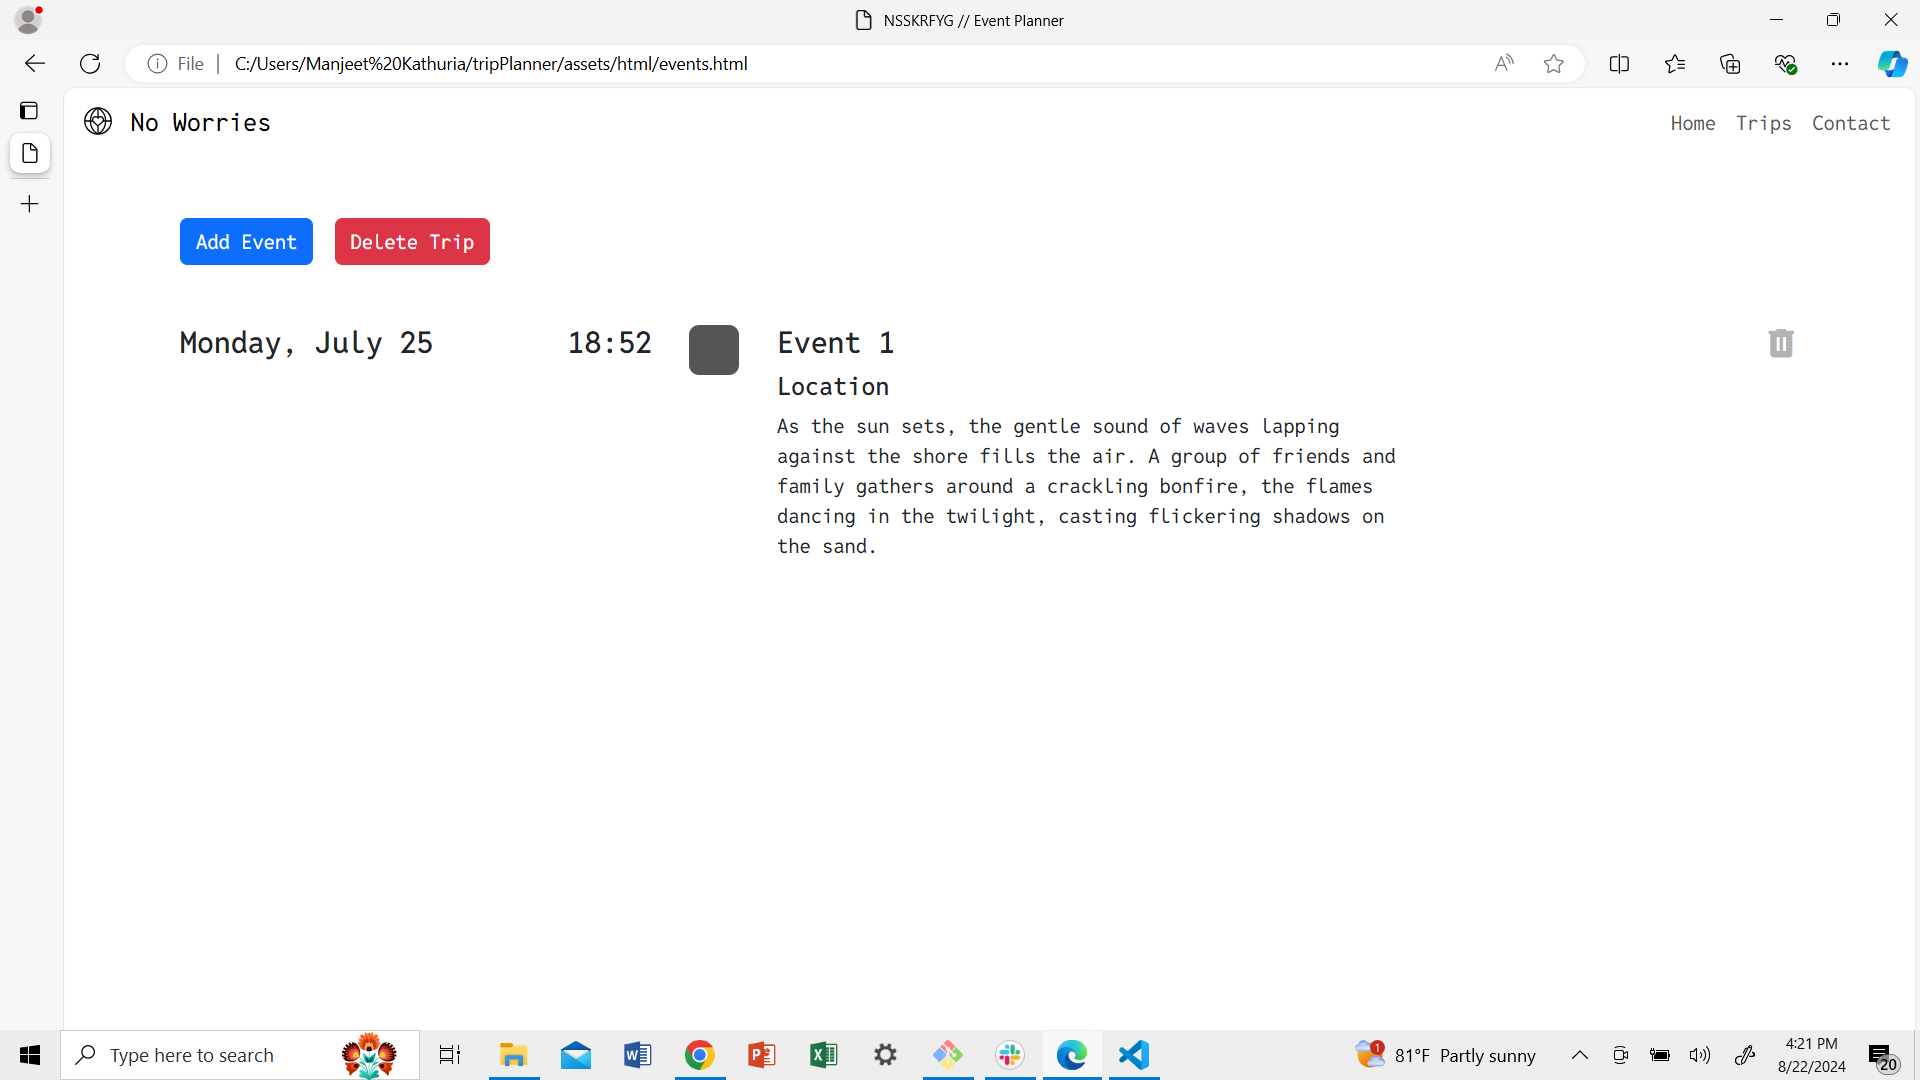 NSSKRFYG // Event Planner
File
C:/Users/Manjeet%20Kathuria/tripPlanner/assets/html/events.html
No Worries
Home Trips Contact
Add Event
Delete Trip
Monday, July 25
18:52
Event 1
Location
As the sun sets, the gentle sound of waves lapping
against the shore fills the air. A group of friends and
family gathers around a crackling bonfire, the flames
dancing in the twilight, casting flickering shadows on
the sand.
Type here to search
1
81°F Partly sunny
4:21 PM
8/22/2024
20